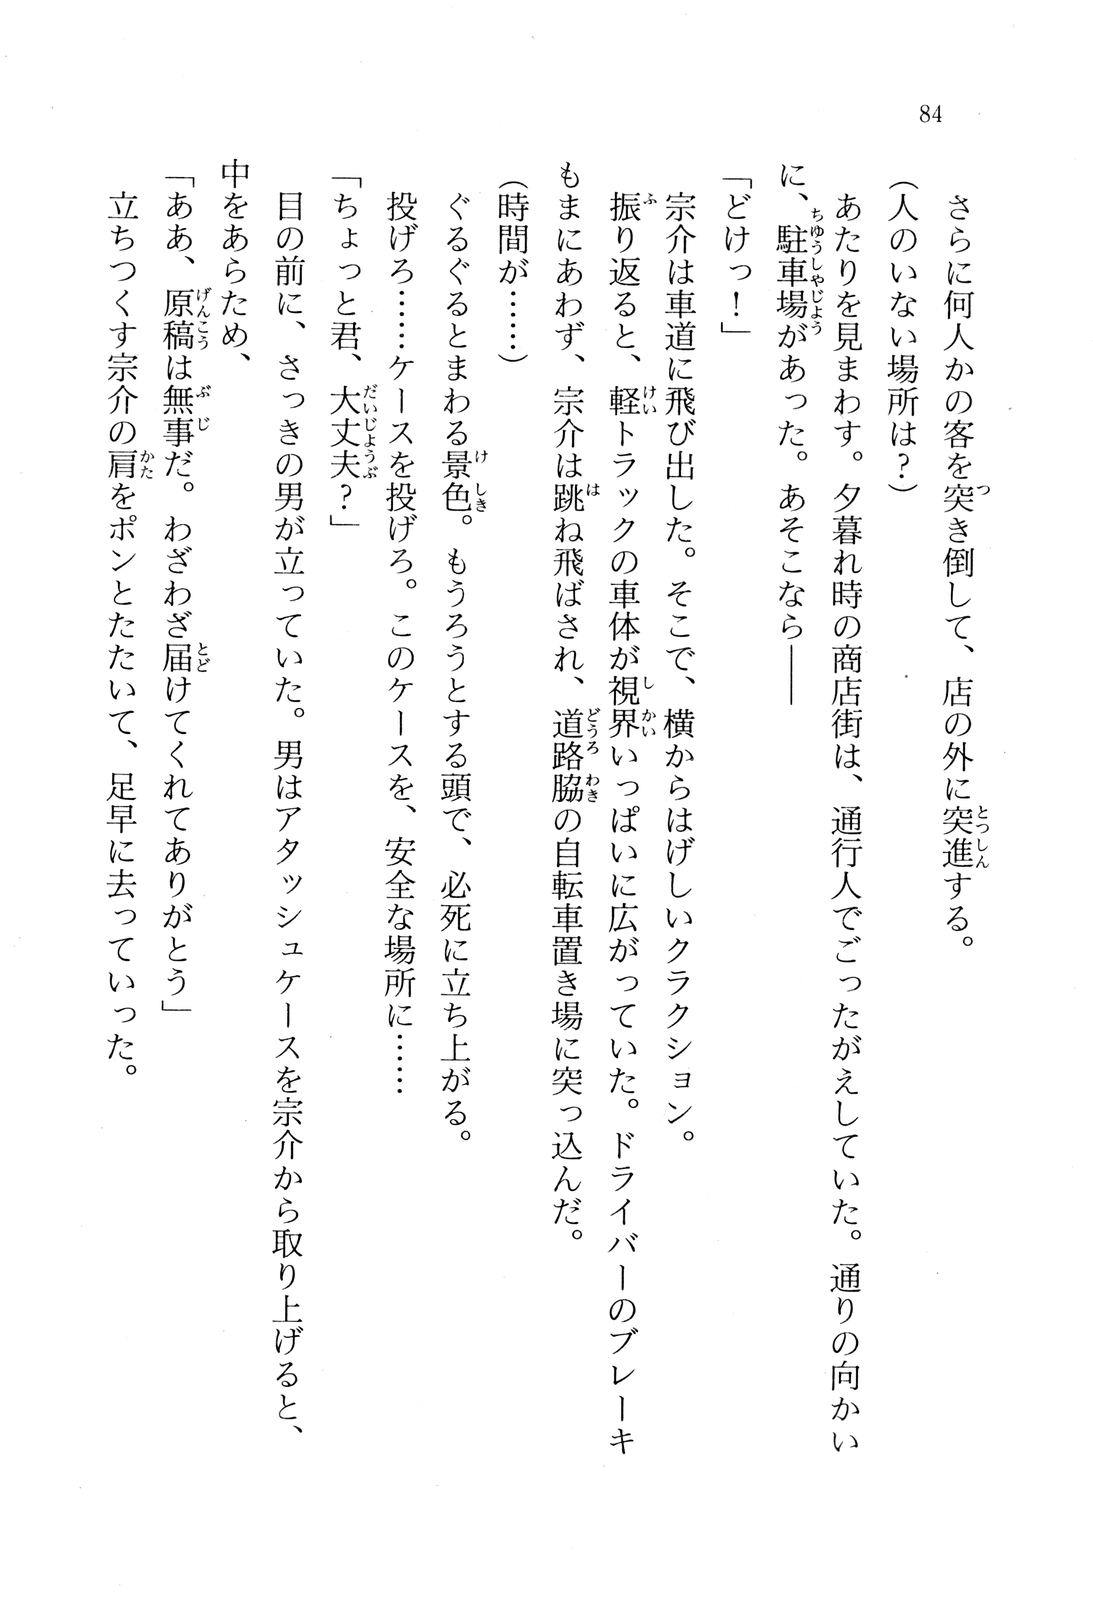 84
さらに何人かの客を突き倒して、店の外に突進する。
（人のいない場所は？）
あたりを見まわす。夕暮れ時の商店街は、通行人でごったがえしていた。通りの向かい
に、駐車場があった。あそこなら――
「どけっ！」
宗介は車道に飛び出した。そこで、横からはげしいクラクション。
振り返ると、軽トラックの車体が視界いっぱいに広がっていた。ドライバーのブレーキ
もまにあわず、宗介は跳ね飛ばされ、道路脇の自転車置き場に突っ込んだ。
（時間が……）
ぐるぐるとまわる景色。もうろうとする頭で、必死に立ち上がる。
投げろ……ケースを投げろ。このケースを、安全な場所に……
「ちょっと君、大丈夫？」
目の前に、さっきの男が立っていた。男はアタッシュケースを宗介から取り上げると、
中をあらため、
「ああ、原稿は無事だ。わざわざ届けてくれてありがとう」
立ちつくす宗介の肩をポンとたたいて、足早に去っていった。